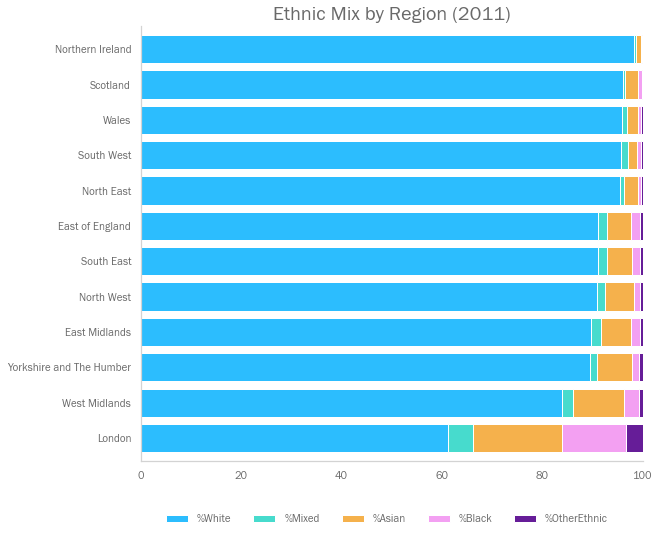 Ethnic Mix by Region (2011)
Northern Ireland
Scotland
Wales
South West
North East
East of England
South East
North West
East Midlands
Yorkshire and The Humber
West Midlands
London
0 20 40 60 80 100
%White %Mixed %Asian %Black %OtherEthnic